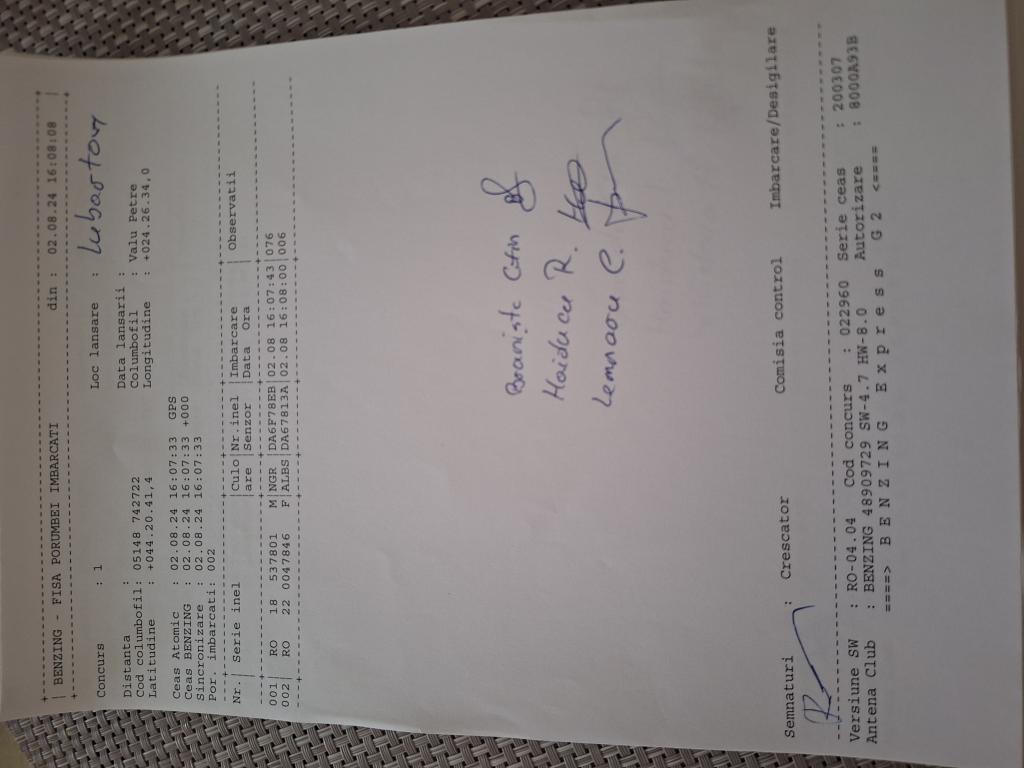 BENZING - FISA PORUMBEI IMBARCATI din : 02.08.24 16:08:08
Concurs : 1 Loc lansare : Lubartow
Data lansarii :
Distanta : Columbofil : Valu Petre
Cod columbofil: 05148 742722 Longitudine : +024.26.34,0
Latitudine : +044.20.41,4
Ceas Atomic : 02.08.24 16:07:33 GPS
Ceas BENZING : 02.08.24 16:07:33 +000
Sincronizare : 02.08.24 16:07:33
Por. imbarcati: 002
Nr. | Serie inel |Culo|Nr.inel |Imbarcare | Observatii
|are |Senzor |Data Ora |
001| RO 18 537801 M|NGR |DA6F78EB|02.08 16:07:43|076
002| RO 22 0047846 F|ALBS|DA67813A|02.08 16:08:00|006
Braniste
Haiducu R.
C.
Semnaturi : Crescator Comisia control Imbarcare/Desigilare
Versiune SW : RO-04.04 Cod concurs : 022960 Serie ceas : 200307
Antena Club : BENZING 48909729 SW-4.7 HW-8.0 Autorizare : 8000A93B
====> B E N Z I N G E x p r e s s G 2 <====